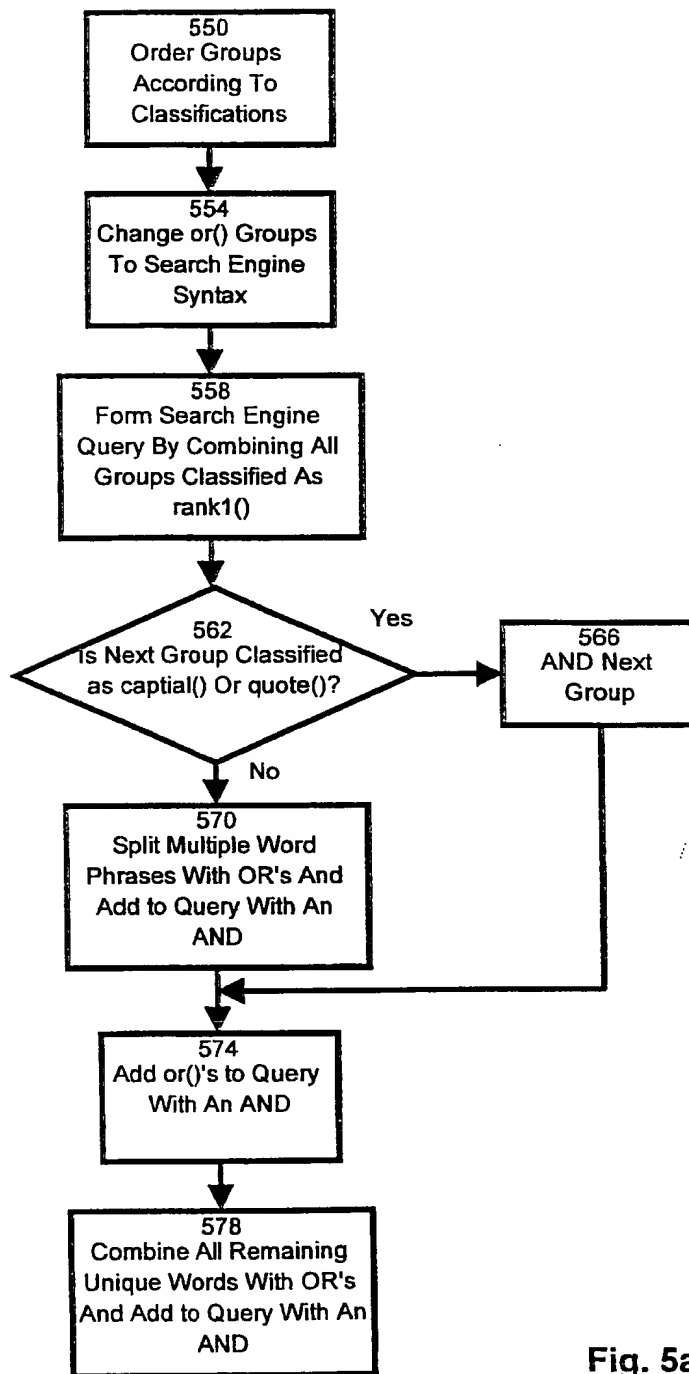 550
Order Groups
According To
Classifications
554
Change or() Groups
To Search Engine
Syntax
558
Form Search Engine
Query By Combining All
Groups Classified As
rank1()
562
Is Next Group Classified
as captial() Or quote()?
Yes
566
AND Next
Group
No
570
Split Multiple Word
Phrases With OR's And
Add to Query With An
AND
574
Add or()'s to Query
With An AND
578
Combine All Remaining
Unique Words With OR's
And Add to Query With An
AND
Fig. 5a